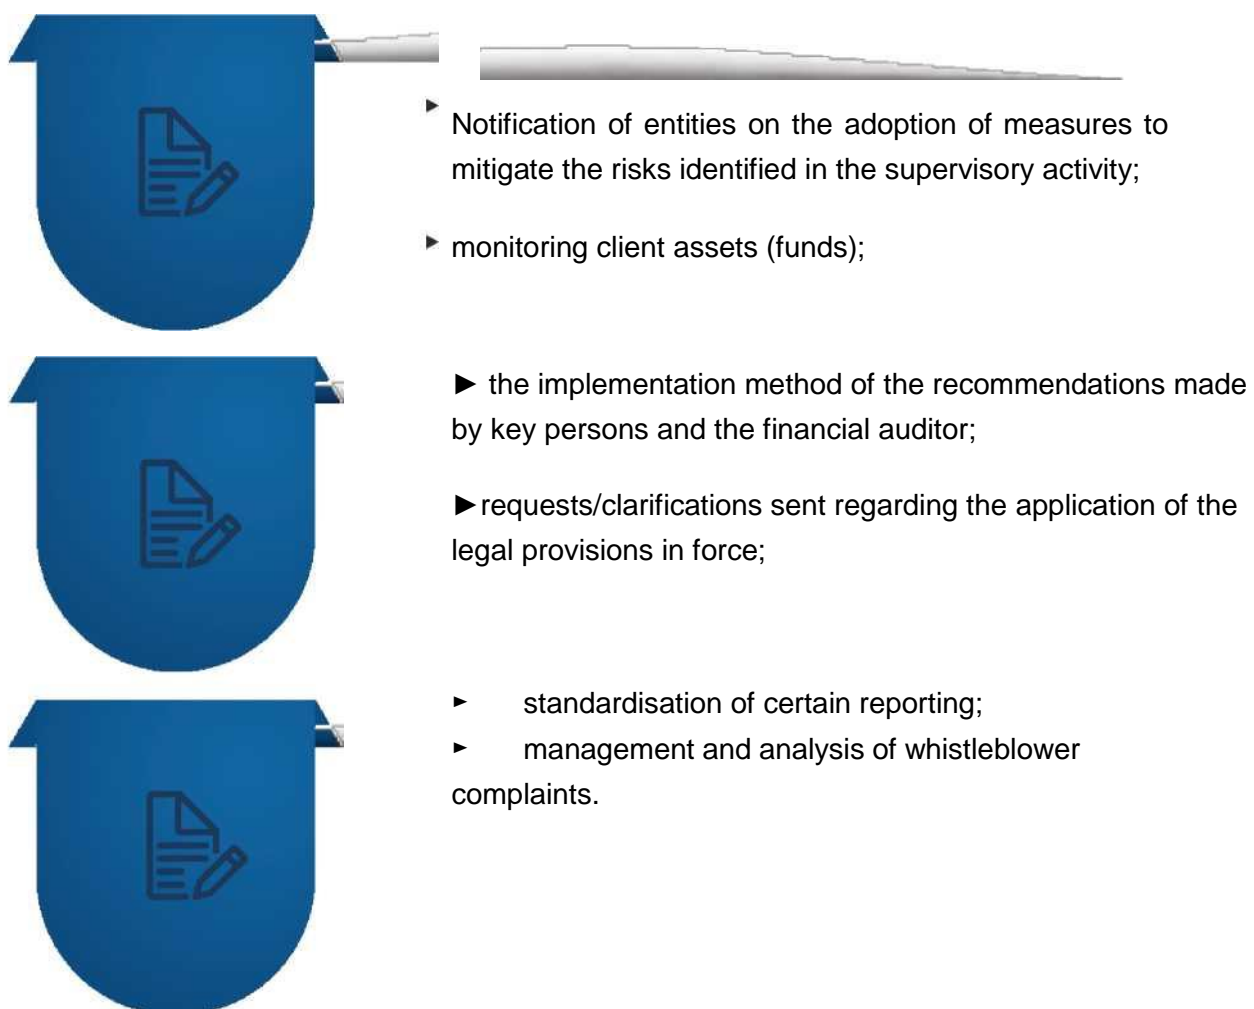 ► Notification of entities on the adoption of measures to
mitigate the risks identified in the supervisory activity;
► monitoring client assets (funds);
► the implementation method of the recommendations made
by key persons and the financial auditor;
►requests/clarifications sent regarding the application of the
legal provisions in force;
► standardisation of certain reporting;
► management and analysis of whistleblower
complaints.